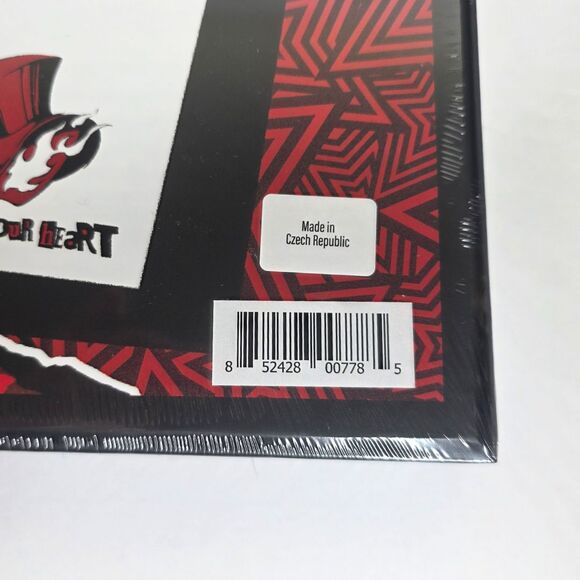 OUR HEART
Made in
Czech Republic
8 52428 00778 5